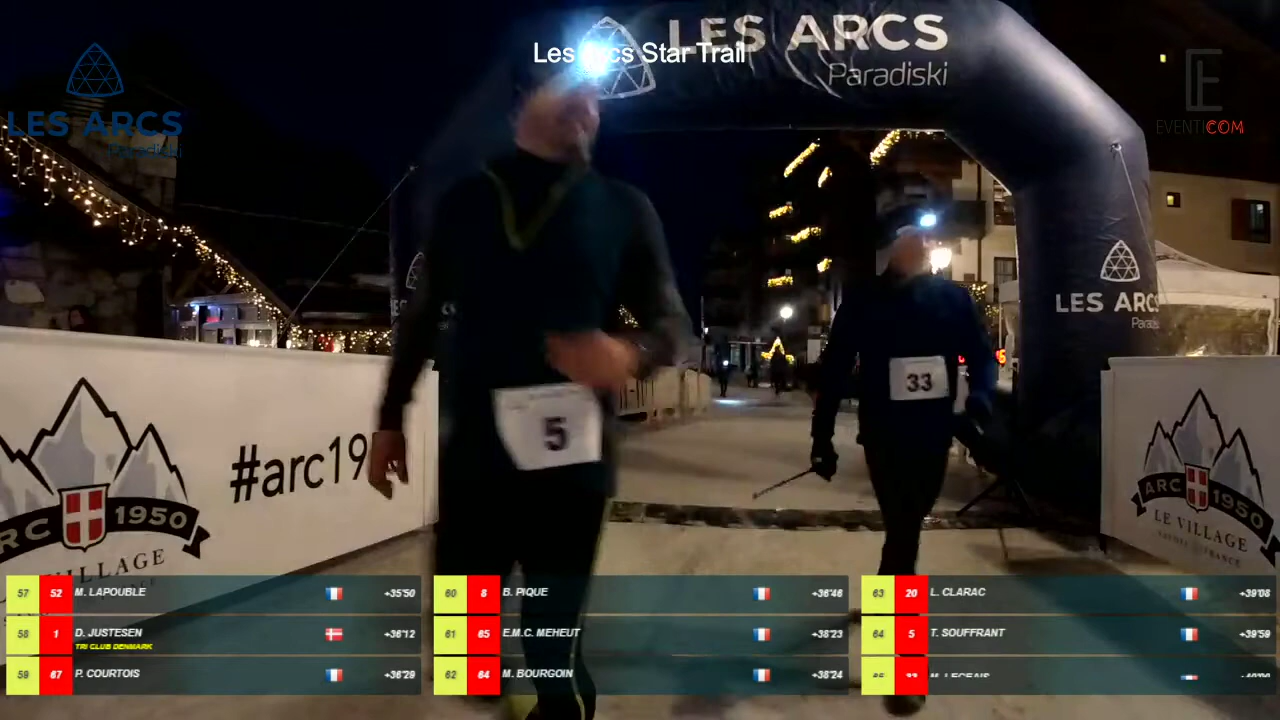 LES ARCS
Paradiski
Les Arcs Star Trail
LES ARCS
Paradiski
EVENTICOM
LES ARCS
#arc19
ARC 1950
VILLAGE
5
33
ARC 1950
LE VILLAGE
57 52 M. LAPOUBLE +35'50
58 1 D. JUSTESEN +36'12
TRI CLUB DENMARK
59 67 P. COURTOIS +36'29
60 8 B. PIQUE +36'46
61 65 E.M.C. MEHEUT +38'23
62 64 M. BOURGOIN +38'24
63 20 L. CLARAC +39'08
64 5 T. SOUFFRANT +39'59